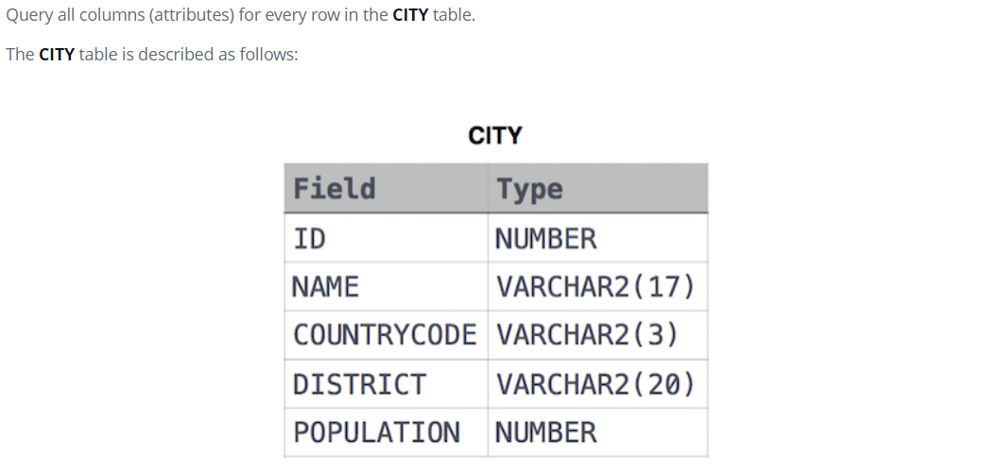 Query all columns (attributes) for every row in the CITY table.
The CITY table is described as follows:
CITY
Field Type
ID NUMBER
NAME VARCHAR2(17)
COUNTRYCODE VARCHAR2(3)
DISTRICT VARCHAR2(20)
POPULATION NUMBER